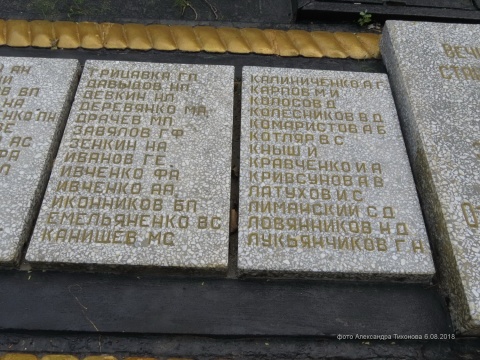 ГРИЦАВКА Г.П.
ДАВЫДОВ Н.П.
ДЕВКИН Н.П.
ДЕРЕВЯНКО М.А.
ДРАЧЕВ М.П.
ЗАВЯЛОВ Г.Ф.
ЗЕНКИН Н.А.
ИВАНОВ Г.Е.
ИВЧЕНКО Ф.А.
ИВЧЕНКО А.А.
ИКОННИКОВ Б.П.
ЕМЕЛЬЯНЕНКО В.С.
КАНИЩЕВ М.С.
КАЛИНИЧЕНКО А.Г.
КАРПОВ М.И.
КОЛОСОВ Д.
КОЛЕСНИКОВ В.Д.
КОМАРИСТОВ А.Б.
КОТЛЯР В.С.
КНЫШ И.
КРАВЧЕНКО И.А.
КРИВСУНОВ А.В.
ЛАТУХОВ И.С.
ЛИМАНСКИЙ С.Д.
ЛОВЯННИКОВ Н.Д.
ЛУКЬЯНЧИКОВ Г.Н.
фото Александра Тихонова 6.08.2018